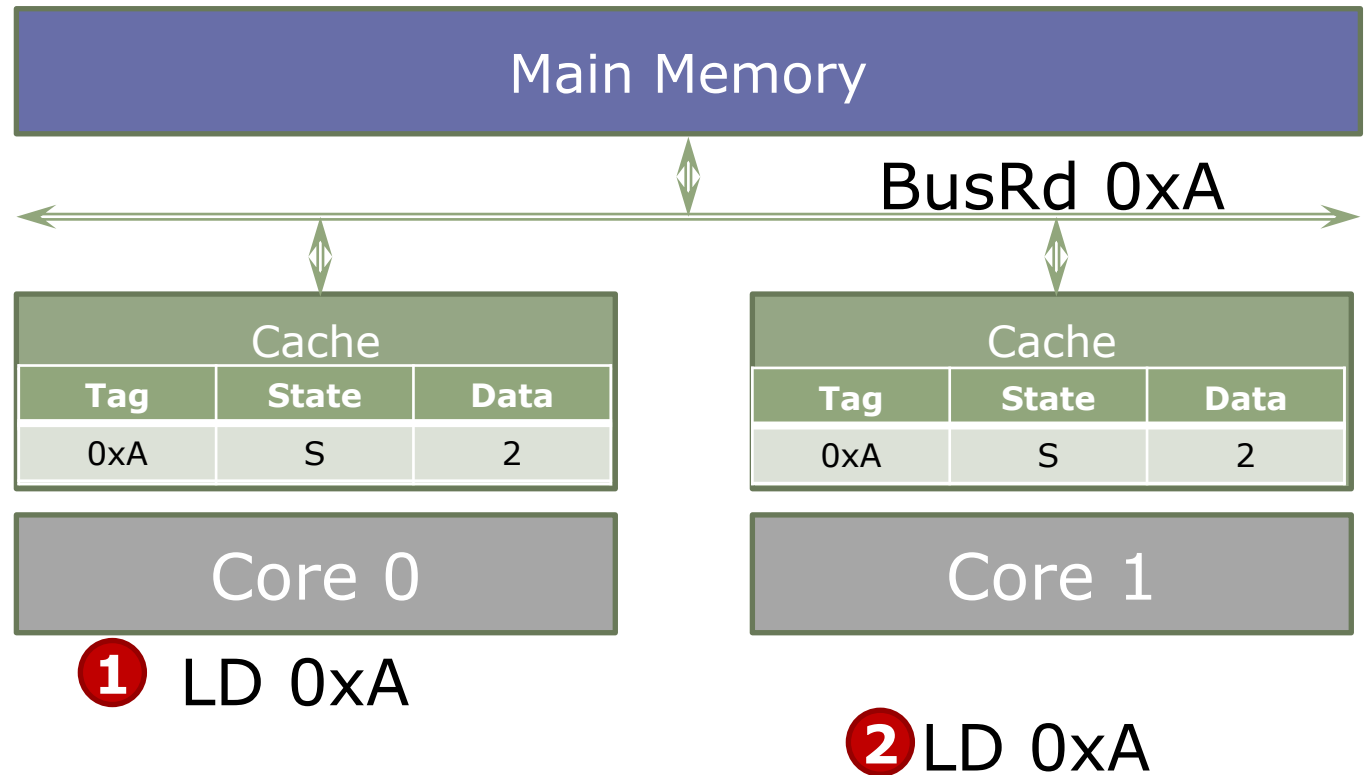 Main Memory
BusRd 0xA
Cache
Tag State Data
0xA S 2
Core 0
1 LD 0xA
Cache
Tag State Data
0xA S 2
Core 1
2 LD 0xA